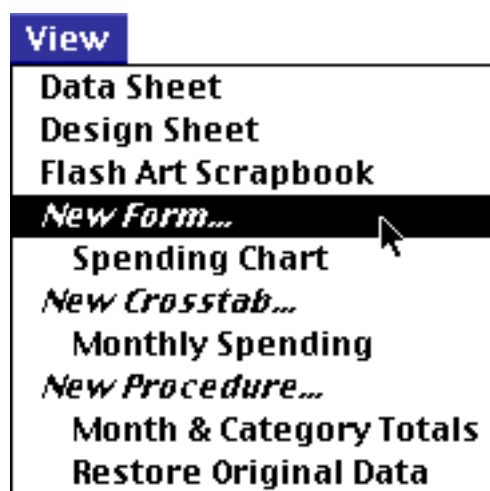 View
Data Sheet
Design Sheet
Flash Art Scrapbook
New Form...
Spending Chart
New Crosstab...
Monthly Spending
New Procedure...
Month & Category Totals
Restore Original Data